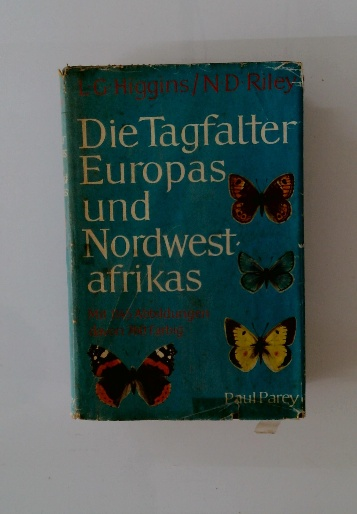 L G Higgins/N D Riley
Die Tagfalter
Europas
und
Nordwest-
afrikas
Paul Parey